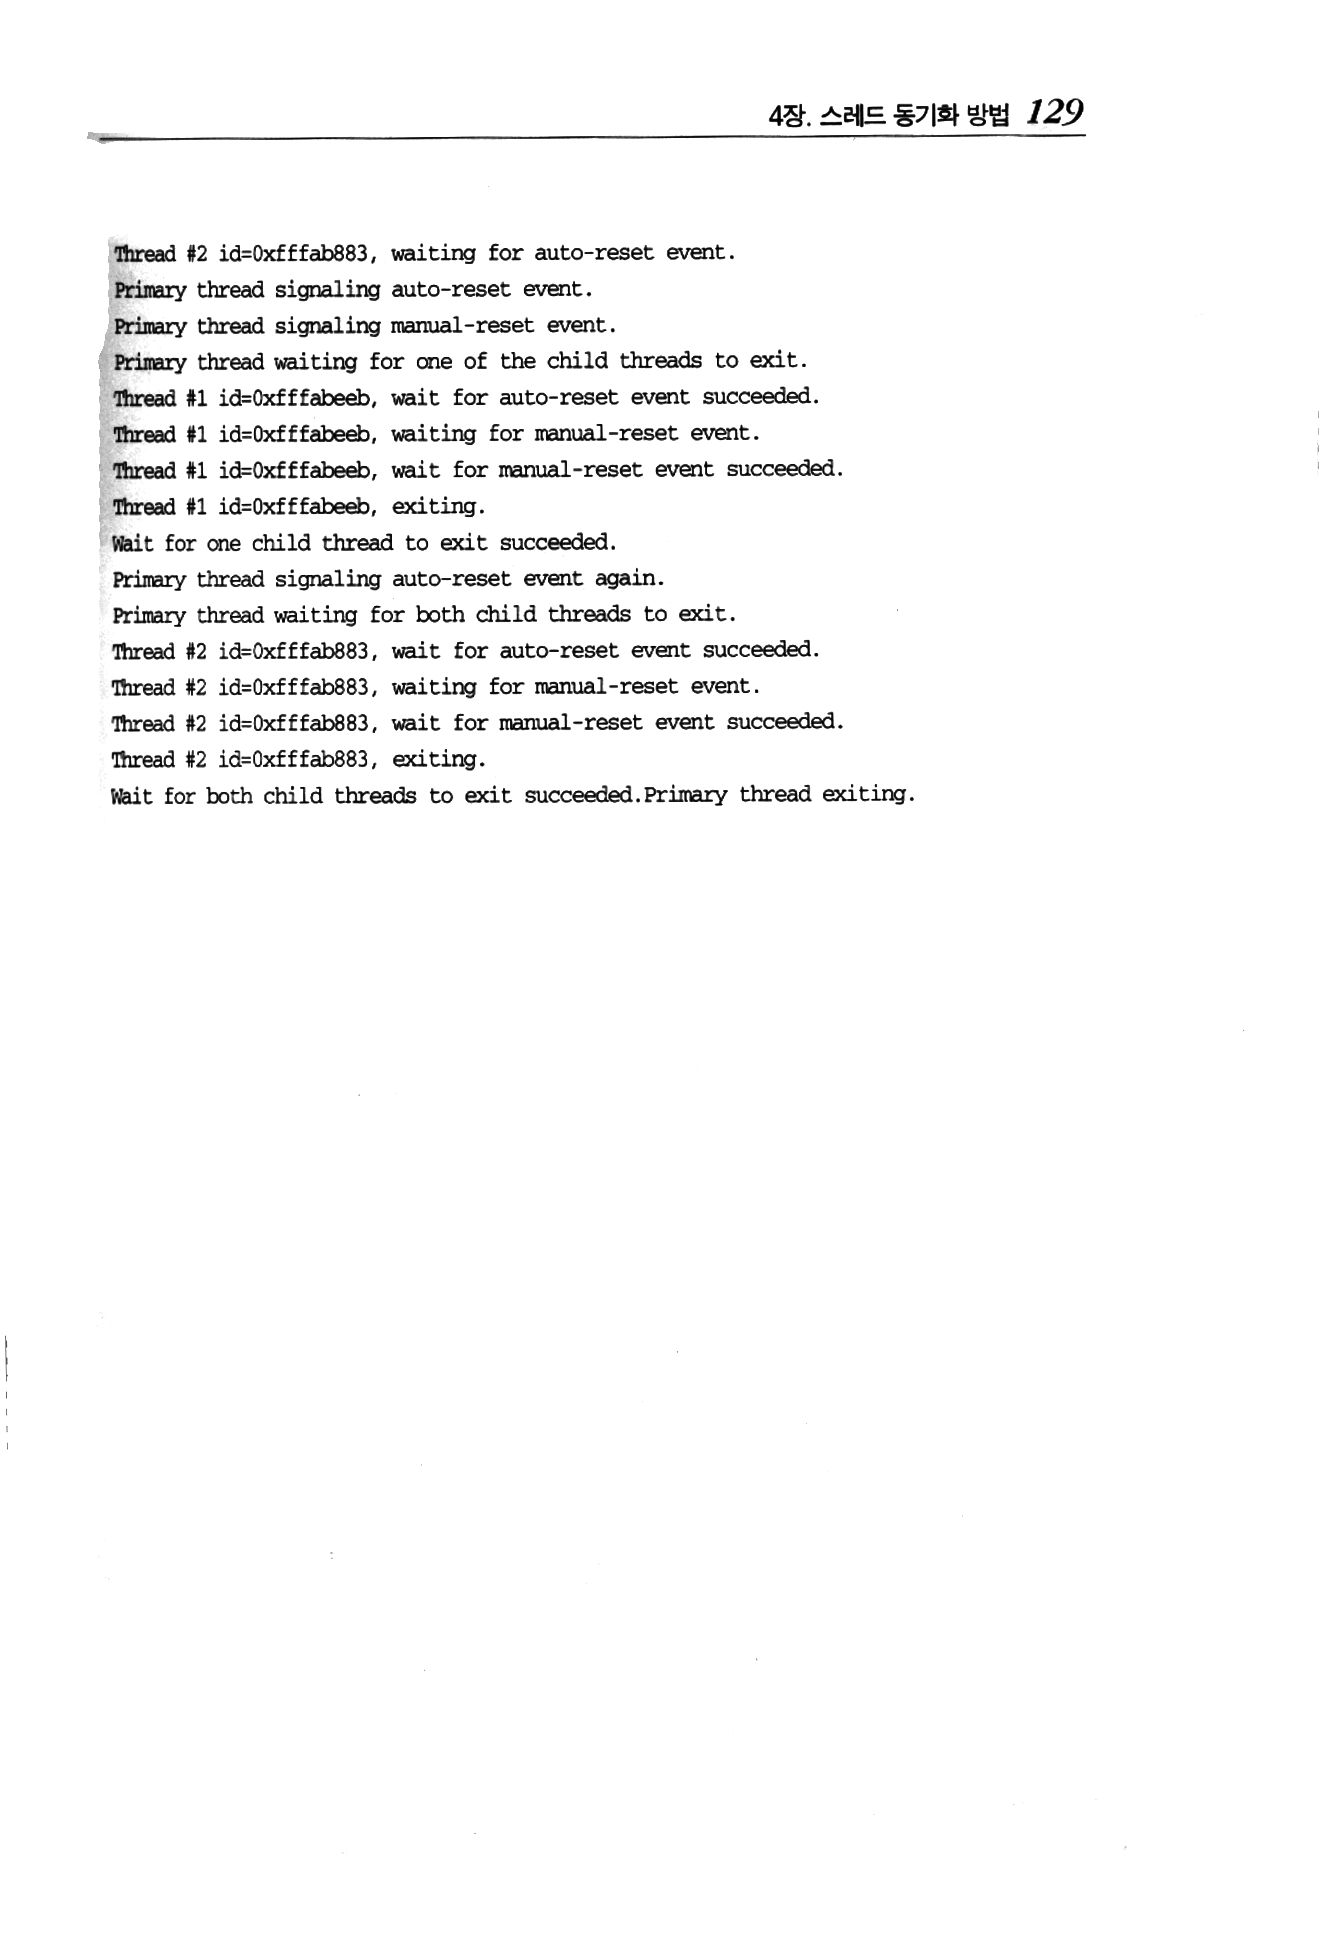 4장. 스레드 동기화 방법 129
Thread #2 id=0xfffab883, waiting for auto-reset event.
Primary thread signaling auto-reset event.
Primary thread signaling manual-reset event.
Primary thread waiting for one of the child threads to exit.
Thread #1 id=0xfffabeeb, wait for auto-reset event succeeded.
Thread #1 id=0xfffabeeb, waiting for manual-reset event.
Thread #1 id=0xfffabeeb, wait for manual-reset event succeeded.
Thread #1 id=0xfffabeeb, exiting.
Wait for one child thread to exit succeeded.
Primary thread signaling auto-reset event again.
Primary thread waiting for both child threads to exit.
Thread #2 id=0xfffab883, wait for auto-reset event succeeded.
Thread #2 id=0xfffab883, waiting for manual-reset event.
Thread #2 id=0xfffab883, wait for manual-reset event succeeded.
Thread #2 id=0xfffab883, exiting.
Wait for both child threads to exit succeeded.Primary thread exiting.